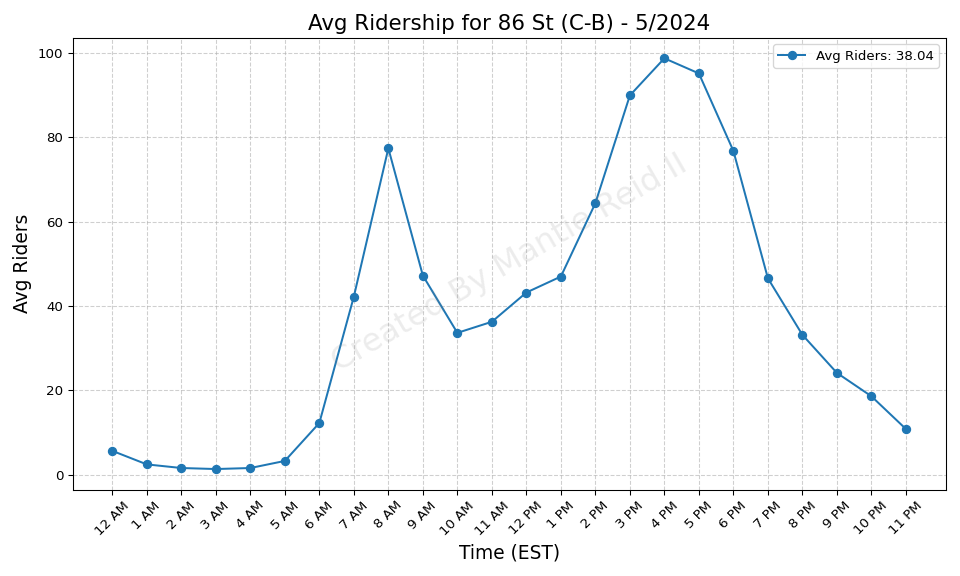 Avg Ridership for 86 St (C-B) - 5/2024
Avg Riders: 38.04
100
80
60
40
20
0
Avg Riders
Created By Mantle Reid II
12 AM
1 AM
2 AM
3 AM
4 AM
5 AM
6 AM
7 AM
8 AM
9 AM
10 AM
11 AM
12 PM
1 PM
2 PM
3 PM
4 PM
5 PM
6 PM
7 PM
8 PM
9 PM
10 PM
11 PM
Time (EST)